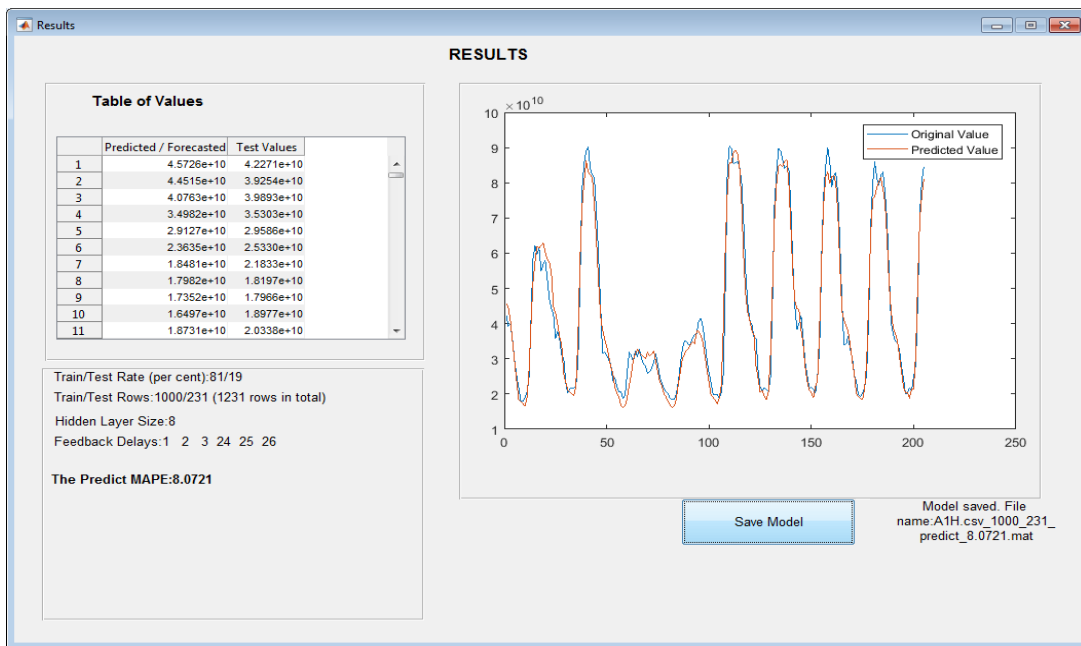 Results
RESULTS
Table of Values
Predicted / Forecasted Test Values
1 4.5726e+10 4.2271e+10
2 4.4515e+10 3.9254e+10
3 4.0763e+10 3.9893e+10
4 3.4982e+10 3.5303e+10
5 2.9127e+10 2.9586e+10
6 2.3635e+10 2.5330e+10
7 1.8481e+10 2.1833e+10
8 1.7982e+10 1.8197e+10
9 1.7352e+10 1.7966e+10
10 1.6497e+10 1.8977e+10
11 1.8731e+10 2.0338e+10
Train/Test Rate (per cent):81/19
Train/Test Rows:1000/231 (1231 rows in total)
Hidden Layer Size:8
Feedback Delays:1 2 3 24 25 26
The Predict MAPE:8.0721
× 10^10
10
9
8
7
6
5
4
3
2
1
0 50 100 150 200 250
Original Value
Predicted Value
Save Model
Model saved. File
name:A1H.csv_1000_231_
predict_8.0721.mat